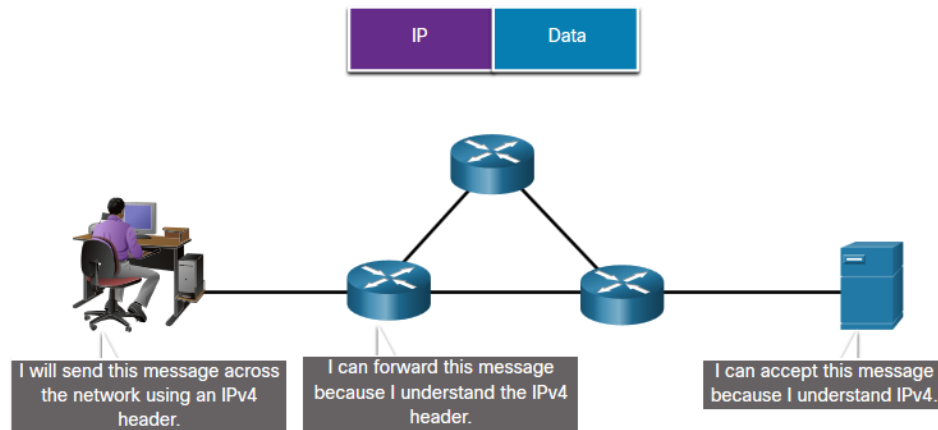 IP
Data
I will send this message across
the network using an IPv4
header.
I can forward this message
because I understand the IPv4
header.
I can accept this message
because I understand IPv4.